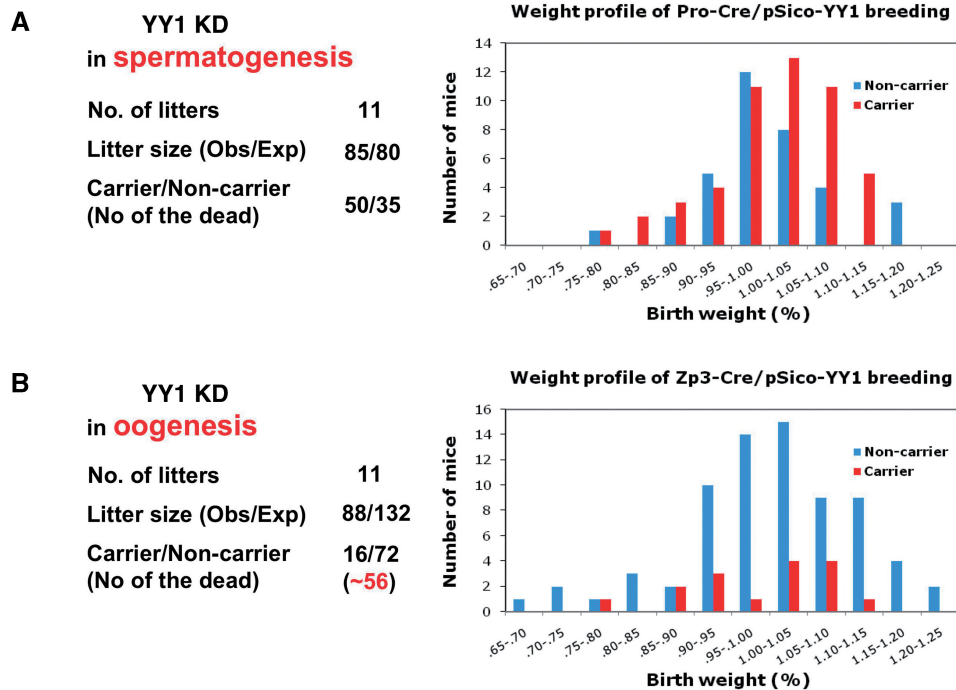 A
YY1 KD
in spermatogenesis
No. of litters 11
Litter size (Obs/Exp) 85/80
Carrier/Non-carrier 50/35
(No of the dead)
Weight profile of Pro-Cre/pSico-YY1 breeding
Number of mice
14
12
10
8
6
4
2
0
Non-carrier
Carrier
.65-.70
.70-.75
.75-.80
.80-.85
.85-.90
.90-.95
.95-1.00
1.00-1.05
1.05-1.10
1.10-1.15
1.15-1.20
1.20-1.25
Birth weight (%)
B
YY1 KD
in oogenesis
No. of litters 11
Litter size (Obs/Exp) 88/132
Carrier/Non-carrier 16/72
(No of the dead) (~56)
Weight profile of Zp3-Cre/pSico-YY1 breeding
Number of mice
16
14
12
10
8
6
4
2
0
Non-carrier
Carrier
.65-.70
.70-.75
.75-.80
.80-.85
.85-.90
.90-.95
.95-1.00
1.00-1.05
1.05-1.10
1.10-1.15
1.15-1.20
1.20-1.25
Birth weight (%)